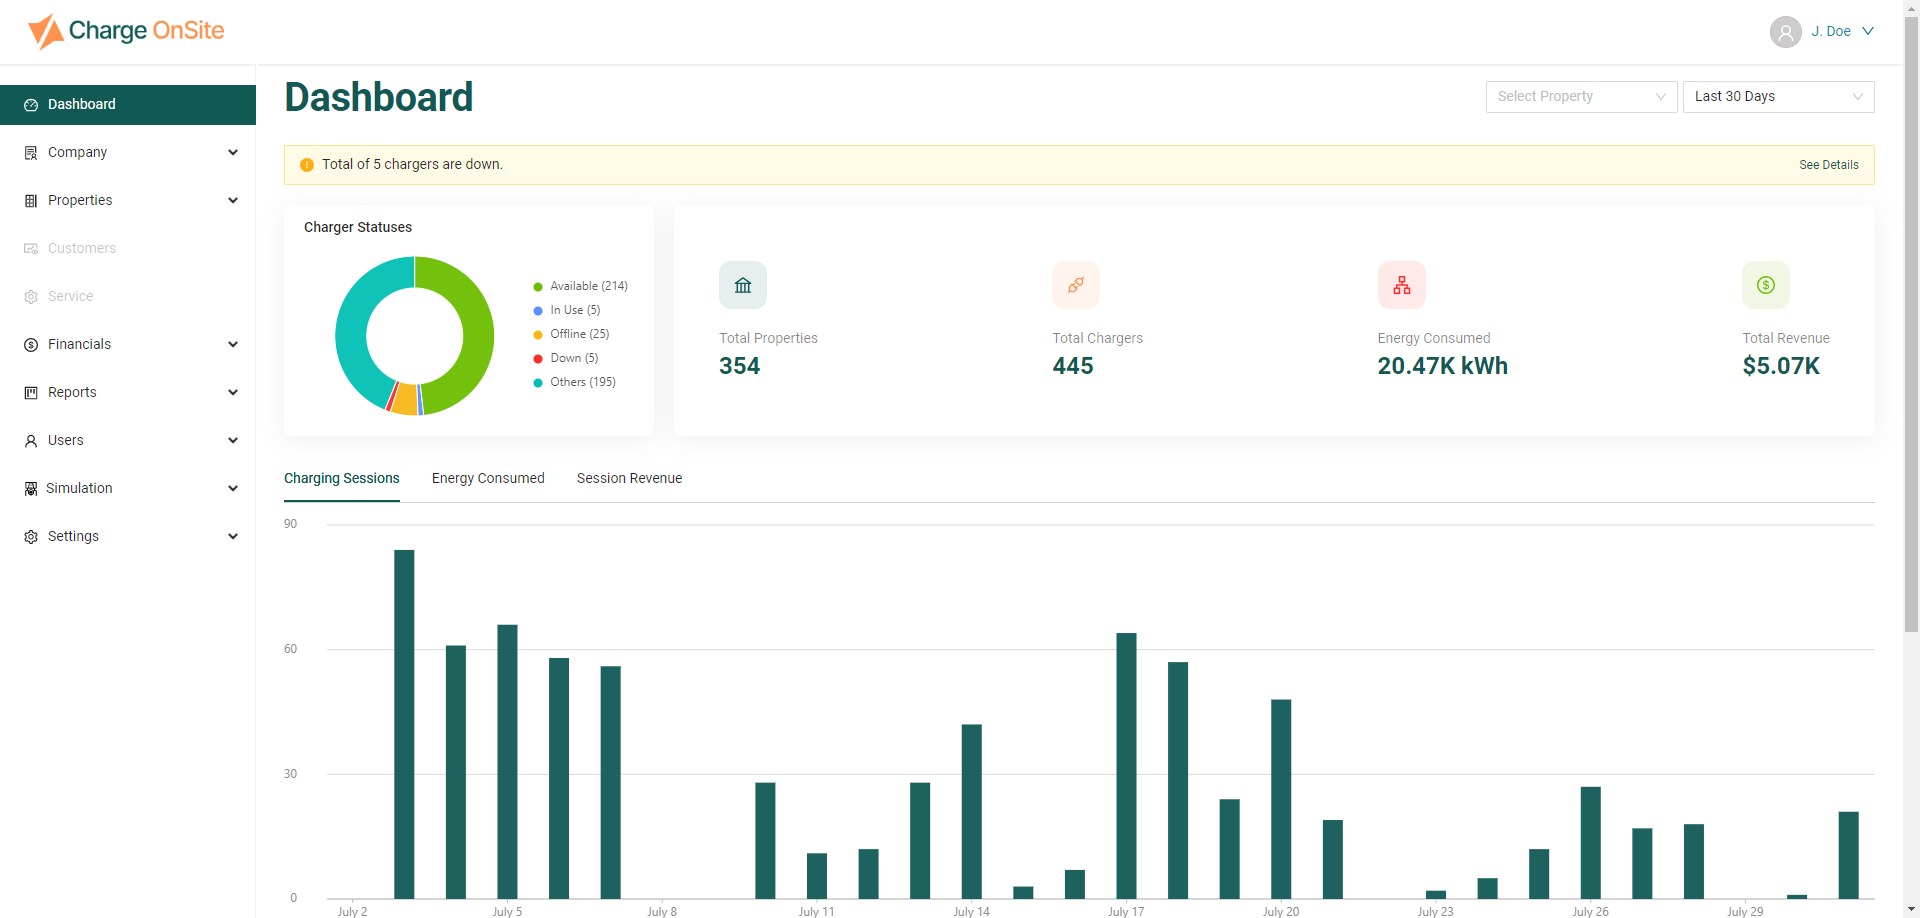 Charge OnSite
J. Doe
Dashboard
Company
Properties
Customers
Service
Financials
Reports
Users
Simulation
Settings
Dashboard
Select Property
Last 30 Days
Total of 5 chargers are down.
See Details
Charger Statuses
Available (214)
In Use (5)
Offline (25)
Down (5)
Others (195)
Total Properties
354
Total Chargers
445
Energy Consumed
20.47K kWh
Total Revenue
$5.07K
Charging Sessions
Energy Consumed
Session Revenue
90
60
30
0
July 2
July 5
July 8
July 11
July 14
July 17
July 20
July 23
July 26
July 29